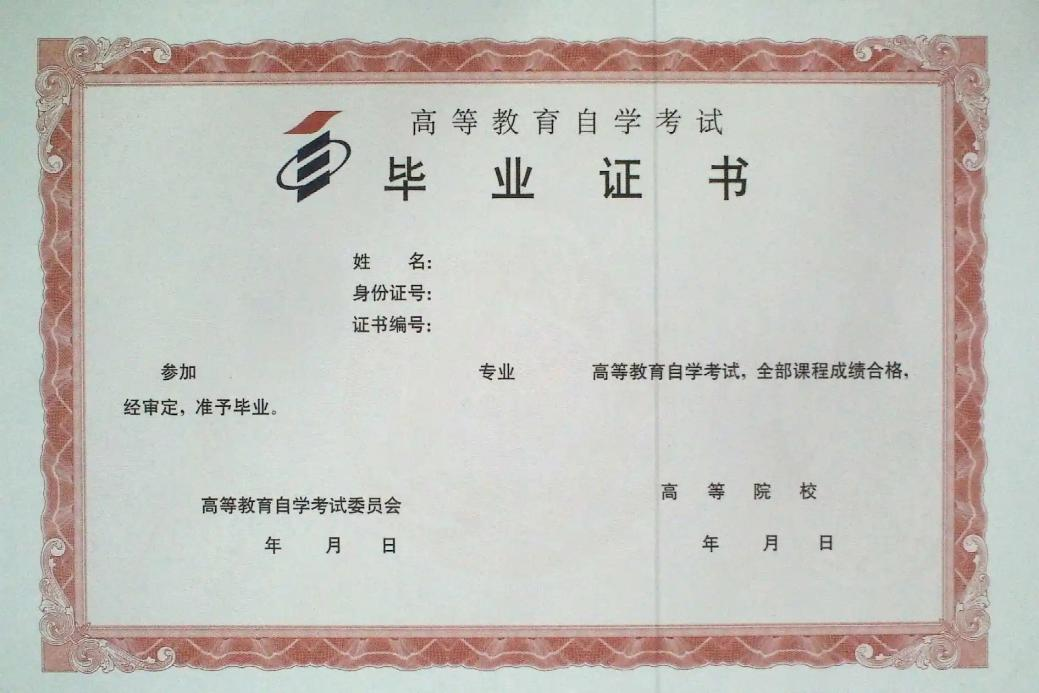 高等教育自学考试
毕业证书
姓 名:
身份证号:
证书编号:
参加 专业 高等教育自学考试，全部课程成绩合格，
经审定，准予毕业。
高等教育自学考试委员会
高等院校
年 月 日
年 月 日